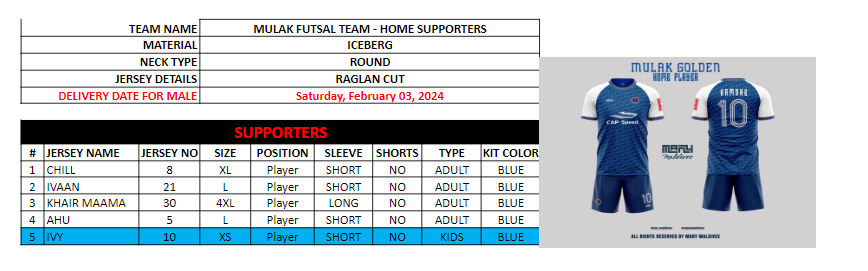 TEAM NAME MULAK FUTSAL TEAM - HOME SUPPORTERS
MATERIAL ICEBERG
NECK TYPE ROUND
JERSEY DETAILS RAGLAN CUT
DELIVERY DATE FOR MALE Saturday, February 03, 2024
SUPPORTERS
# JERSEY NAME JERSEY NO SIZE POSITION SLEEVE SHORTS TYPE KIT COLOR
1 CHILL 8 XL Player SHORT NO ADULT BLUE
2 IVAAN 21 L Player SHORT NO ADULT BLUE
3 KHAIR MAAMA 30 4XL Player LONG NO ADULT BLUE
4 AHU 5 L Player SHORT NO ADULT BLUE
5 IVY 10 XS Player SHORT NO KIDS BLUE
MULAK GOLDEN
HOME PLAYER
CAP Speed
10
MANY
Maldives
10
ALL RIGHTS RESERVED BY MANY MALDIVES